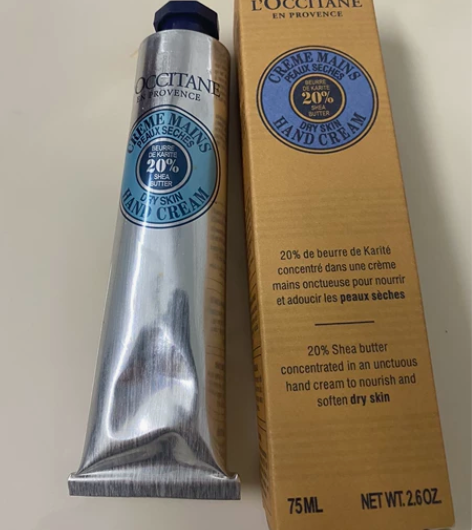 L'OCCITANE
EN PROVENCE
CRÈME MAINS
PEAUX SÈCHES
BEURRE
DE KARITÉ
20%
SHEA
BUTTER
DRY SKIN
HAND CREAM
L'OCCITANE
EN PROVENCE
CRÈME MAINS
PEAUX SÈCHES
BEURRE
DE KARITÉ
20%
SHEA
BUTTER
DRY SKIN
HAND CREAM
20% de beurre de Karité
concentré dans une crème
mains onctueuse pour nourrir
et adoucir les peaux sèches
20% Shea butter
concentrated in an unctuous
hand cream to nourish and
soften dry skin
75ML NET WT. 2.6 OZ.